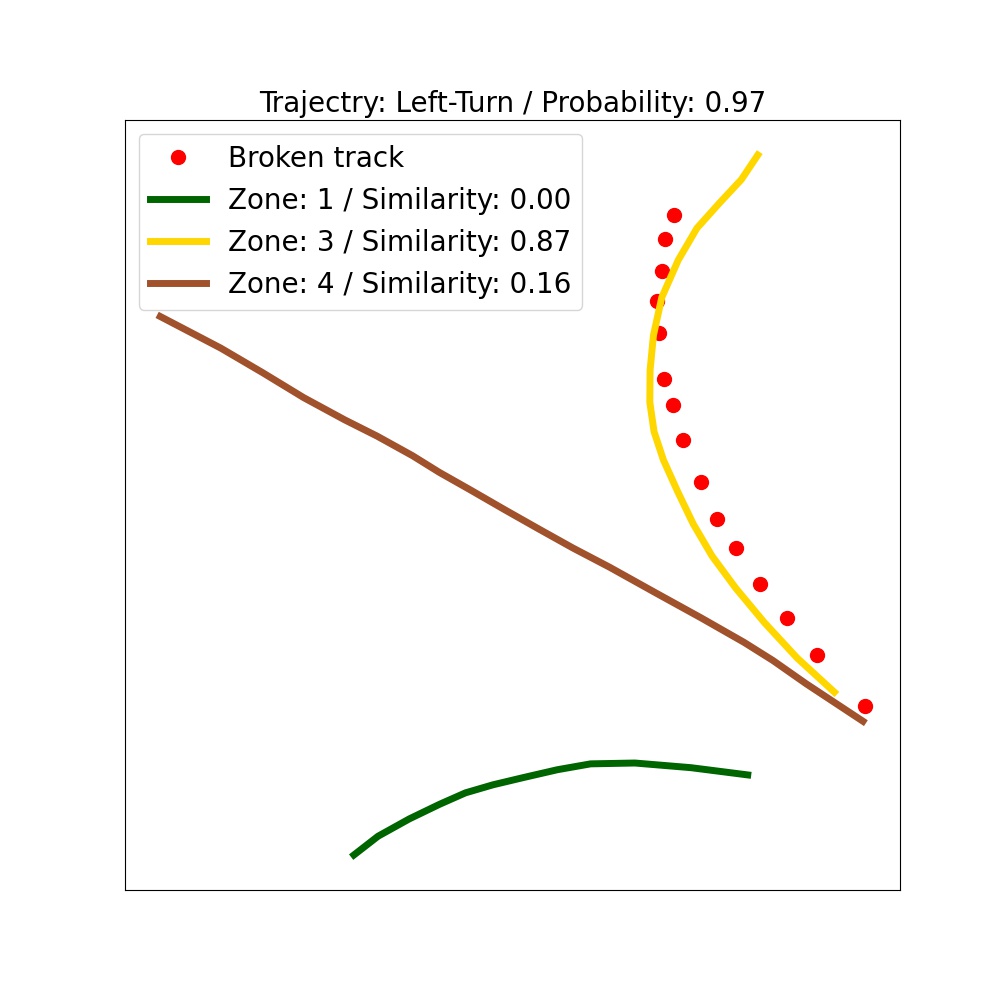 Trajectry: Left-Turn / Probability: 0.97
Broken track
Zone: 1 / Similarity: 0.00
Zone: 3 / Similarity: 0.87
Zone: 4 / Similarity: 0.16